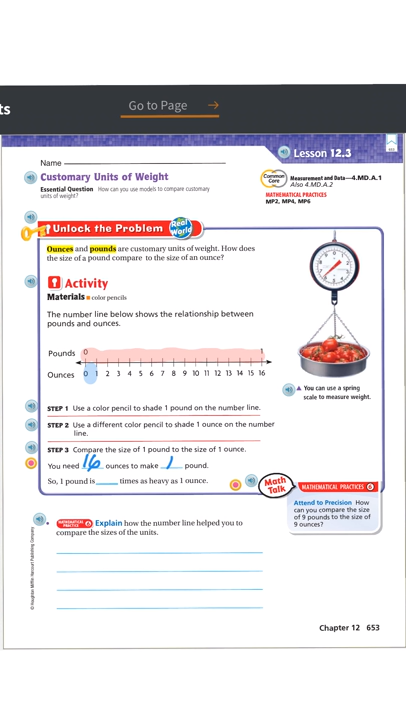 ts
Go to Page →
Lesson 12.3
Name
Customary Units of Weight
Essential Question How can you use models to compare customary
units of weight?
Common
Core
Measurement and Data—4.MD.A.1
Also 4.MD.A.2
MATHEMATICAL PRACTICES
MP2, MP4, MP6
Unlock the Problem
Real
World
Ounces and pounds are customary units of weight. How does
the size of a pound compare to the size of an ounce?
Activity
Materials ■ color pencils
The number line below shows the relationship between
pounds and ounces.
Pounds 0 1
Ounces 0 1 2 3 4 5 6 7 8 9 10 11 12 13 14 15 16
▲ You can use a spring
scale to measure weight.
STEP 1 Use a color pencil to shade 1 pound on the number line.
STEP 2 Use a different color pencil to shade 1 ounce on the number
line.
STEP 3 Compare the size of 1 pound to the size of 1 ounce.
You need 16 ounces to make 1 pound.
So, 1 pound is ____ times as heavy as 1 ounce.
Math
Talk
MATHEMATICAL PRACTICES 6
Attend to Precision How
can you compare the size
of 9 pounds to the size of
9 ounces?
MATHEMATICAL
PRACTICE
Explain how the number line helped you to
compare the sizes of the units.
© Houghton Mifflin Harcourt Publishing Company
Chapter 12 653